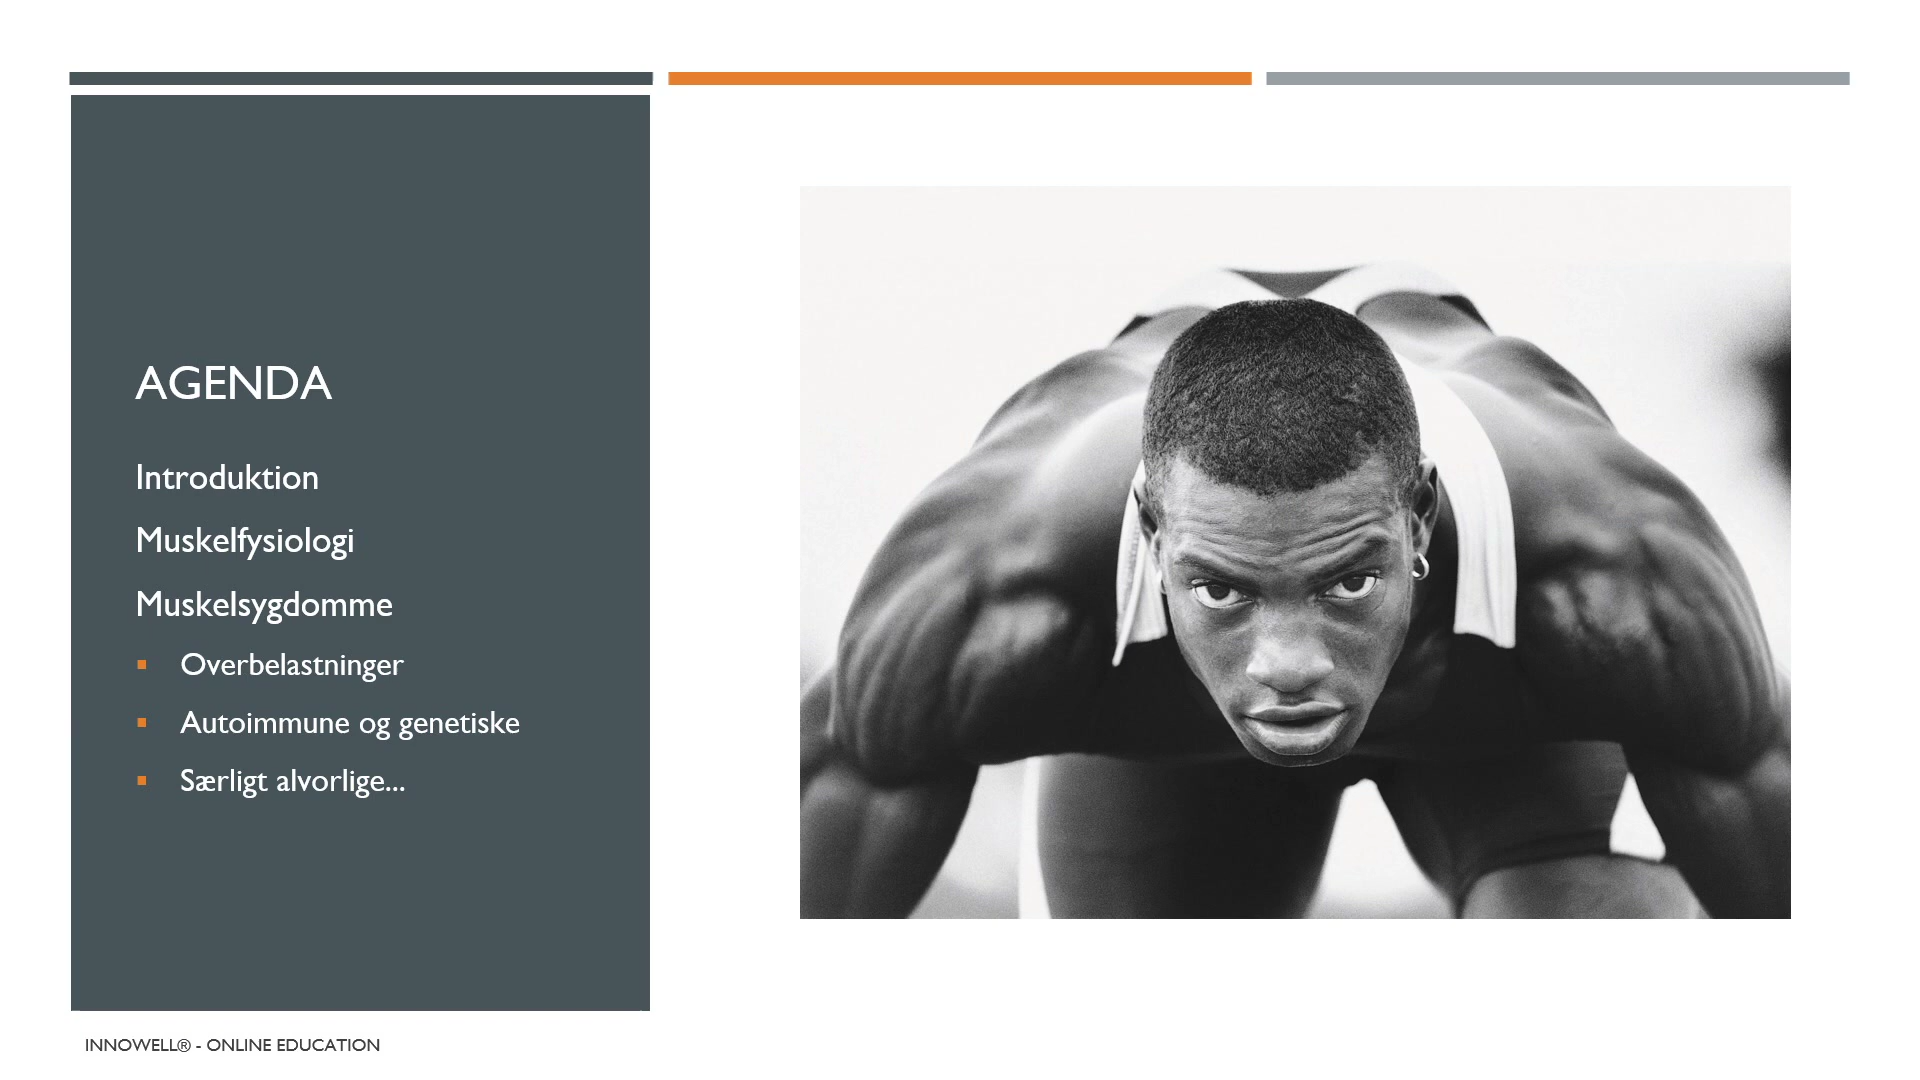 AGENDA
Introduktion
Muskelfysiologi
Muskelsygdomme
▪ Overbelastninger
▪ Autoimmune og genetiske
▪ Særligt alvorlige...
INNOWELL® - ONLINE EDUCATION